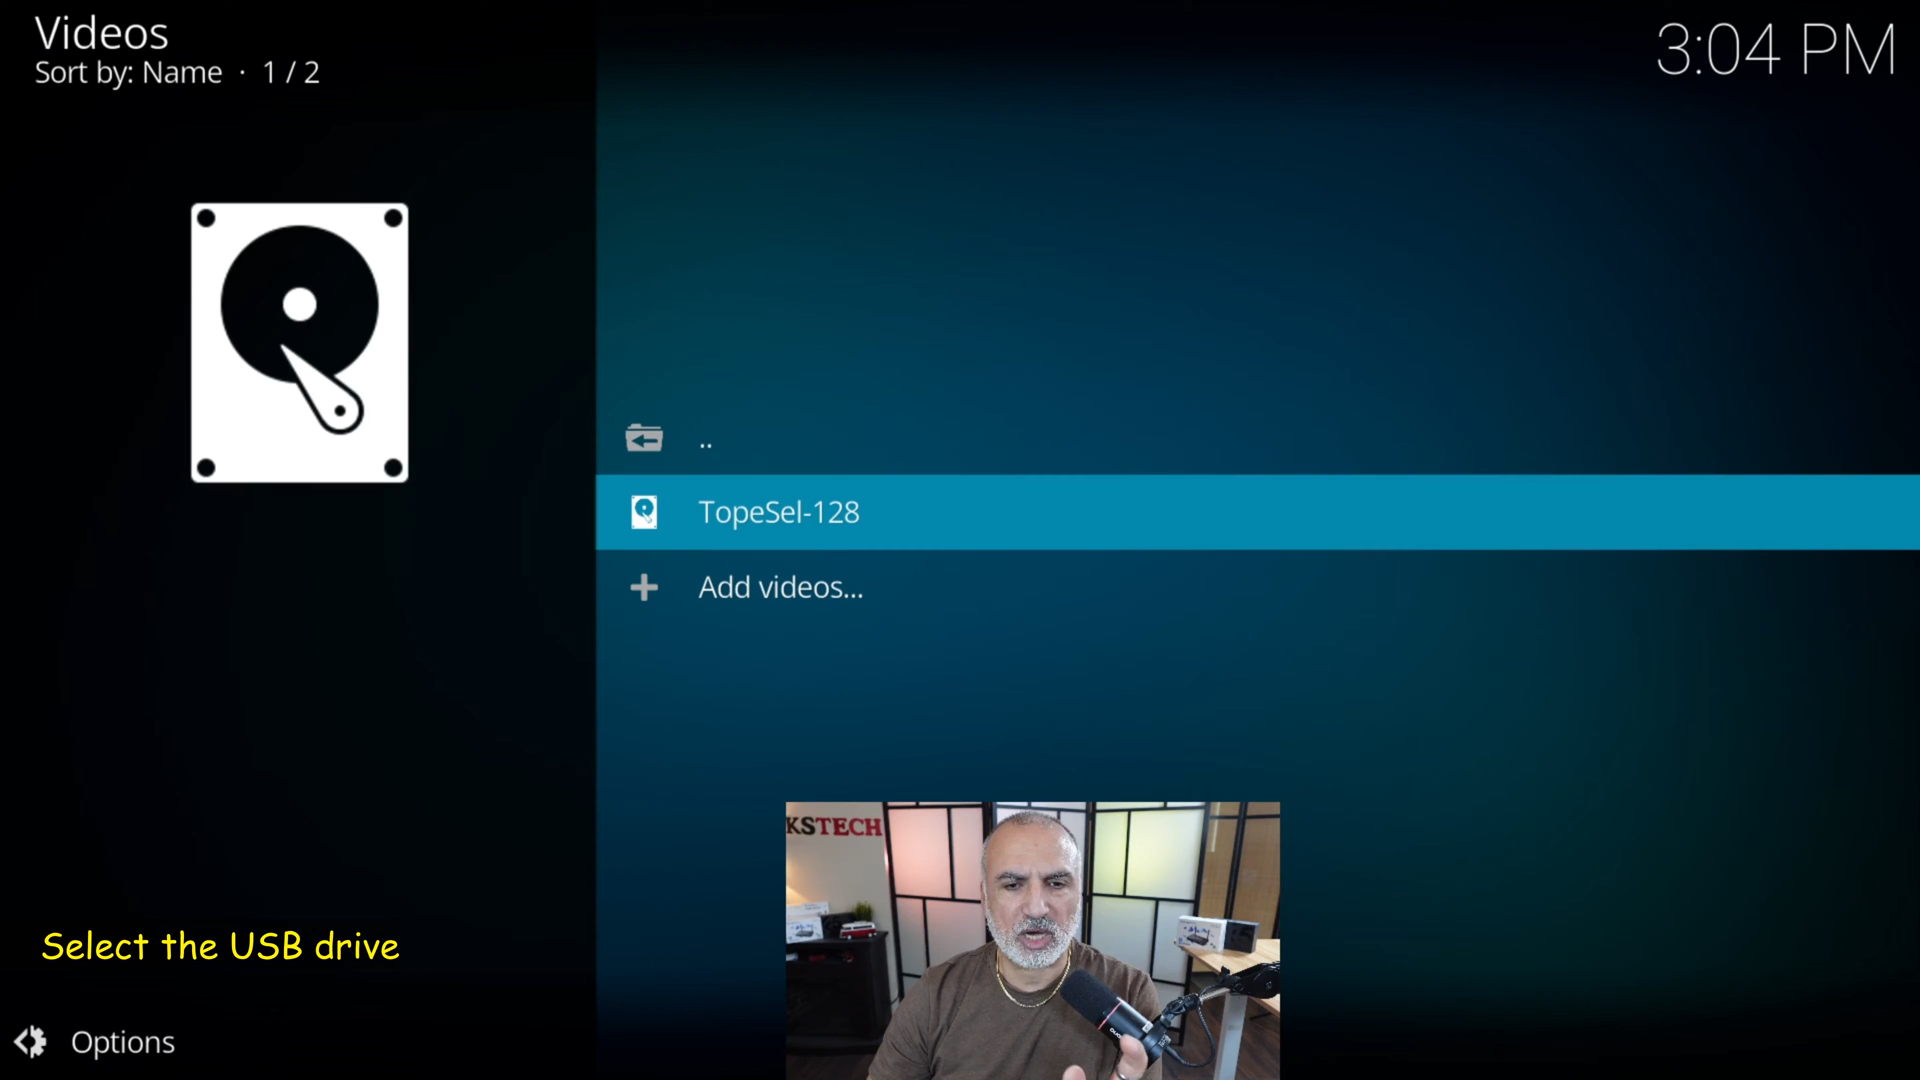 Videos
Sort by: Name · 1 / 2
3:04 PM
..
TopeSel-128
Add videos...
KSTECH
Select the USB drive
Options